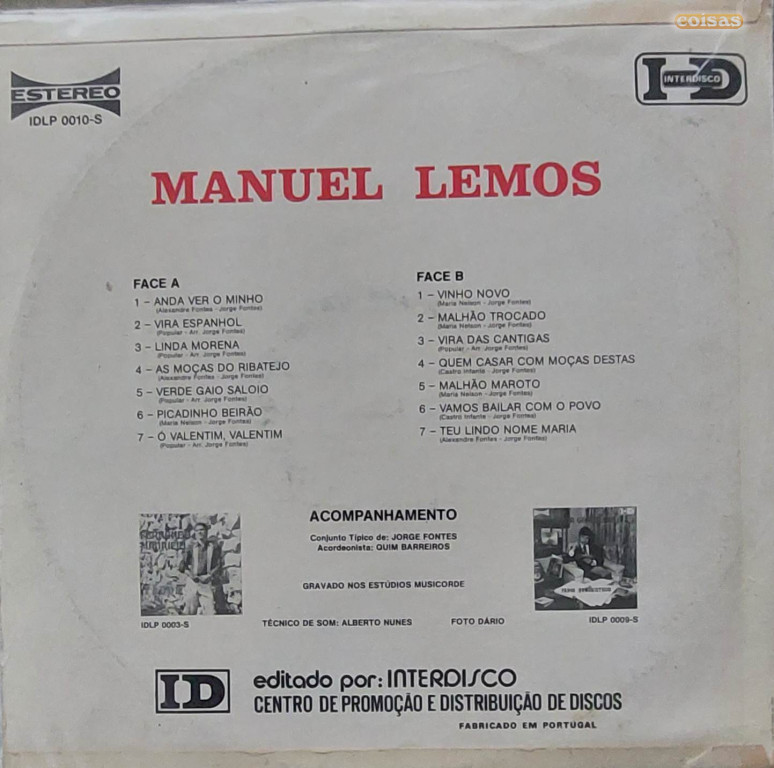 coisas
ESTEREO
IDLP 0010-S
INTERDISCO
MANUEL LEMOS
FACE A
1 – ANDA VER O MINHO
(Alexandre Fontes - Jorge Fontes)
2 – VIRA ESPANHOL
(Popular - Arr. Jorge Fontes)
3 – LINDA MORENA
(Popular - Arr. Jorge Fontes)
4 – AS MOÇAS DO RIBATEJO
(Alexandre Fontes - Jorge Fontes)
5 – VERDE GAIO SALOIO
(Popular - Arr. Jorge Fontes)
6 – PICADINHO BEIRÃO
(Maria Nelson - Jorge Fontes)
7 – Ó VALENTIM, VALENTIM
(Popular - Arr. Jorge Fontes)
FACE B
1 – VINHO NOVO
(Maria Nelson - Jorge Fontes)
2 – MALHÃO TROCADO
(Maria Nelson - Jorge Fontes)
3 – VIRA DAS CANTIGAS
(Popular - Arr. Jorge Fontes)
4 – QUEM CASAR COM MOÇAS DESTAS
(Castro Infante - Jorge Fontes)
5 – MALHÃO MAROTO
(Maria Nelson - Jorge Fontes)
6 – VAMOS BAILAR COM O POVO
(Castro Infante - Jorge Fontes)
7 – TEU LINDO NOME MARIA
(Alexandre Fontes - Jorge Fontes)
ACOMPANHAMENTO
Conjunto Típico de: JORGE FONTES
Acordeonista: QUIM BARREIROS
GRAVADO NOS ESTÚDIOS MUSICORDE
IDLP 0003-S
TÉCNICO DE SOM: ALBERTO NUNES
FOTO DÁRIO
IDLP 0009-S
ID
editado por: INTERDISCO
CENTRO DE PROMOÇÃO E DISTRIBUIÇÃO DE DISCOS
FABRICADO EM PORTUGAL